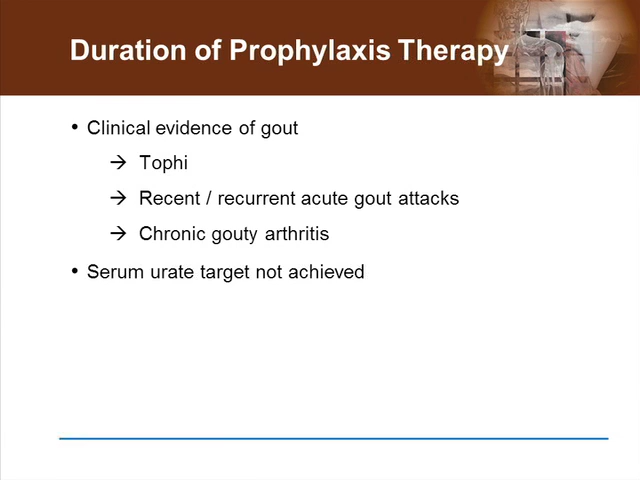 Duration of Prophylaxis Therapy
• Clinical evidence of gout
→ Tophi
→ Recent / recurrent acute gout attacks
→ Chronic gouty arthritis
• Serum urate target not achieved